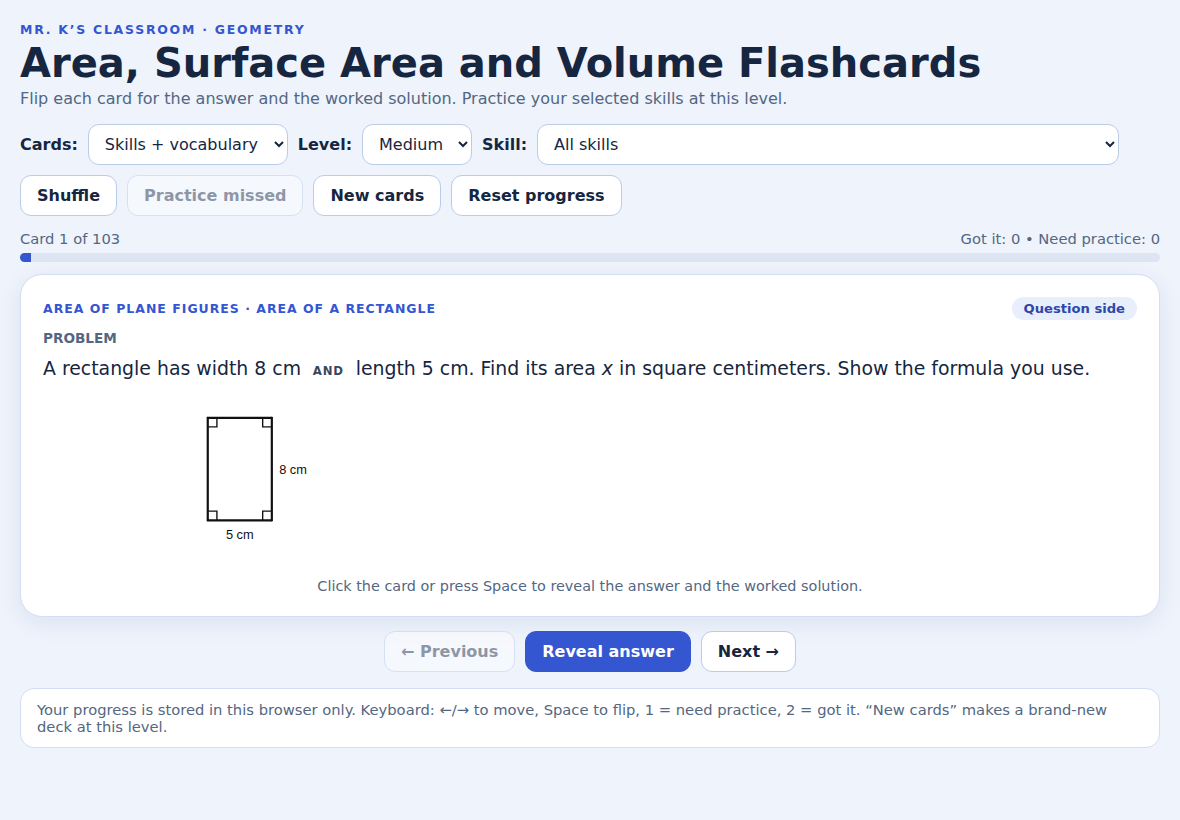 MR. K’S CLASSROOM · GEOMETRY
Area, Surface Area and Volume Flashcards
Flip each card for the answer and the worked solution. Practice your selected skills at this level.
Cards: Skills + vocabulary Level: Medium Skill: All skills
Shuffle Practice missed New cards Reset progress
Card 1 of 103 Got it: 0 • Need practice: 0
AREA OF PLANE FIGURES · AREA OF A RECTANGLE Question side
PROBLEM
A rectangle has width 8 cm AND length 5 cm. Find its area x in square centimeters. Show the formula you use.
8 cm
5 cm
Click the card or press Space to reveal the answer and the worked solution.
← Previous Reveal answer Next →
Your progress is stored in this browser only. Keyboard: ←/→ to move, Space to flip, 1 = need practice, 2 = got it. “New cards” makes a brand-new
deck at this level.